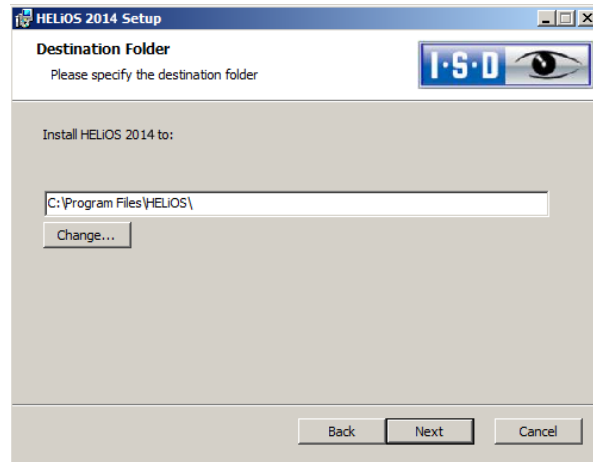 HELiOS 2014 Setup
Destination Folder
Please specify the destination folder
I·S·D
Install HELiOS 2014 to:
C:\Program Files\HELiOS\
Change...
Back Next Cancel